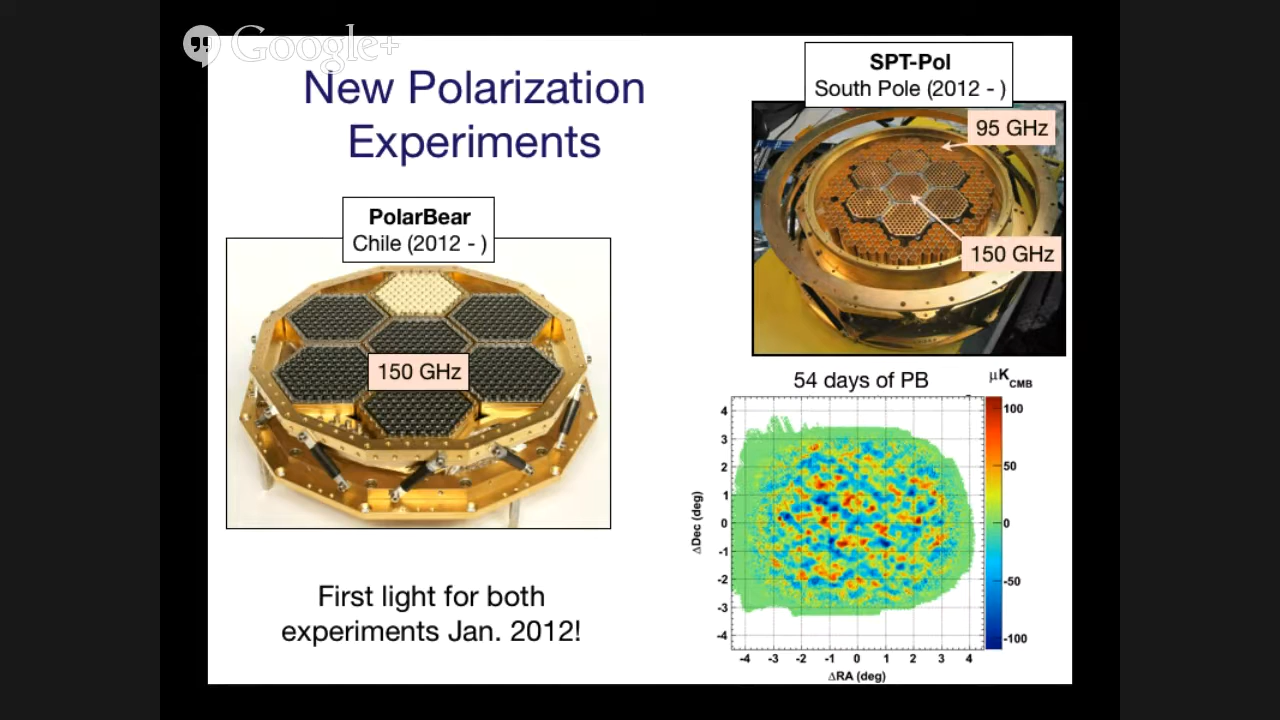 Google+
New Polarization
Experiments
SPT-Pol
South Pole (2012 - )
95 GHz
150 GHz
PolarBear
Chile (2012 - )
150 GHz
First light for both
experiments Jan. 2012!
54 days of PB
μK_CMB
100
50
0
-50
-100
4
3
2
1
0
-1
-2
-3
-4
ΔDec (deg)
-4 -3 -2 -1 0 1 2 3 4
ΔRA (deg)